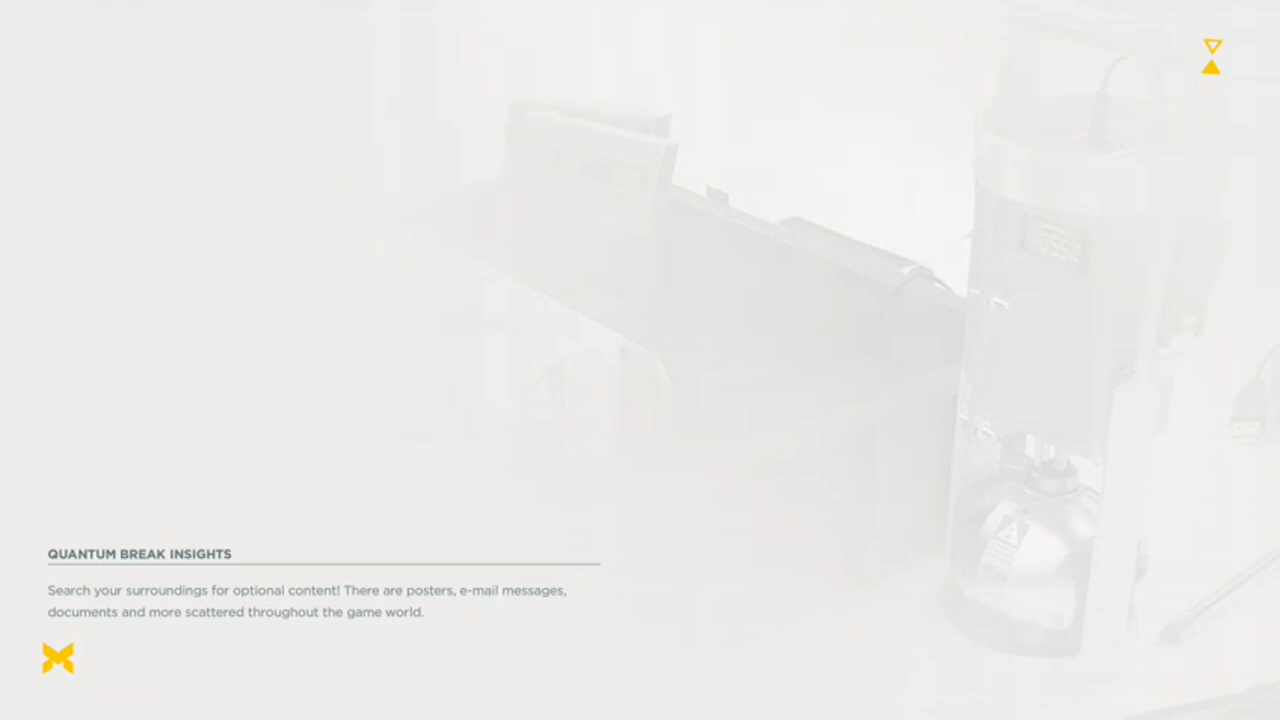 QUANTUM BREAK INSIGHTS
Search your surroundings for optional content! There are posters, e-mail messages,
documents and more scattered throughout the game world.